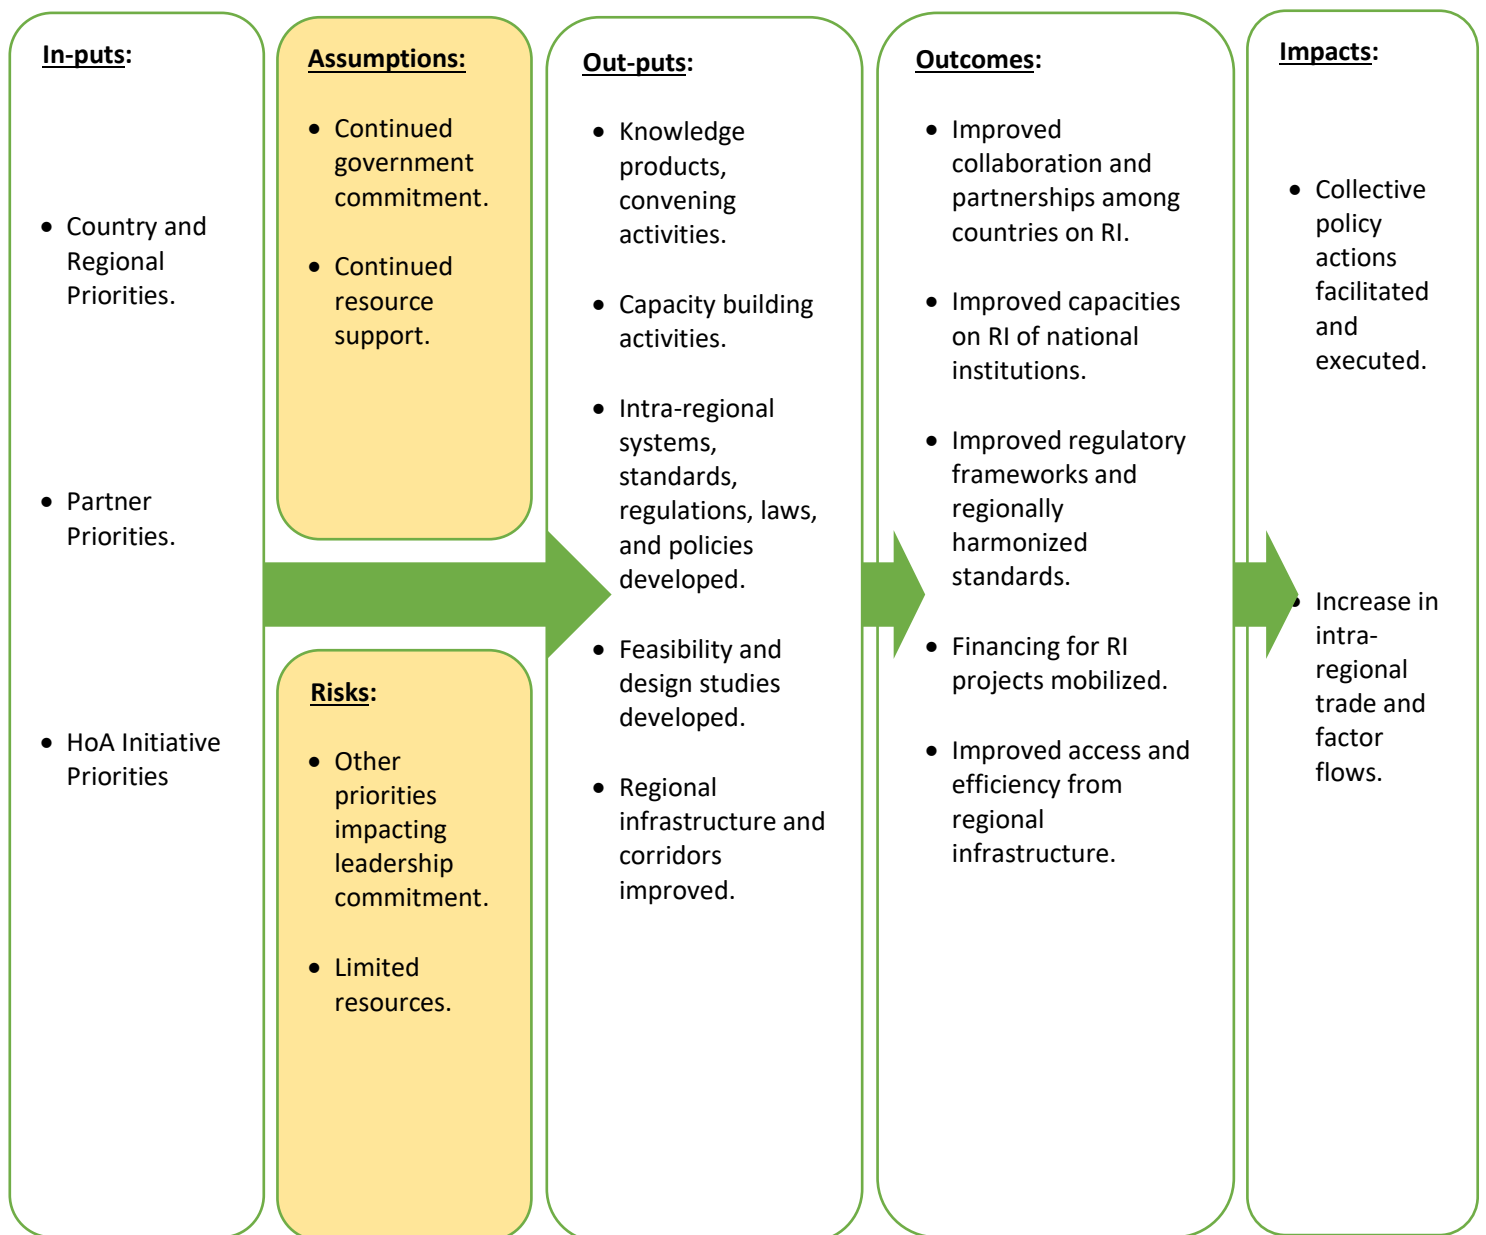 In-puts:
• Country and
Regional
Priorities.
• Partner
Priorities.
• HoA Initiative
Priorities
Assumptions:
• Continued
government
commitment.
• Continued
resource
support.
Risks:
• Other
priorities
impacting
leadership
commitment.
• Limited
resources.
Out-puts:
• Knowledge
products,
convening
activities.
• Capacity building
activities.
• Intra-regional
systems,
standards,
regulations, laws,
and policies
developed.
• Feasibility and
design studies
developed.
• Regional
infrastructure and
corridors
improved.
Outcomes:
• Improved
collaboration and
partnerships among
countries on RI.
• Improved capacities
on RI of national
institutions.
• Improved regulatory
frameworks and
regionally
harmonized
standards.
• Financing for RI
projects mobilized.
• Improved access and
efficiency from
regional
infrastructure.
Impacts:
• Collective
policy
actions
facilitated
and
executed.
• Increase in
intra-
regional
trade and
factor
flows.